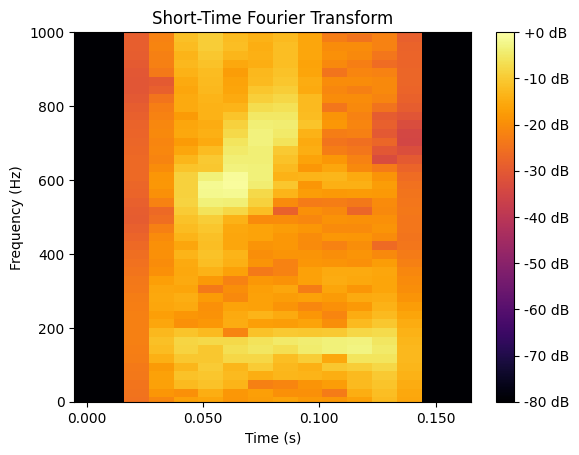 Short-Time Fourier Transform
Frequency (Hz)
1000
800
600
400
200
0
0.000
0.050
0.100
0.150
Time (s)
+0 dB
-10 dB
-20 dB
-30 dB
-40 dB
-50 dB
-60 dB
-70 dB
-80 dB